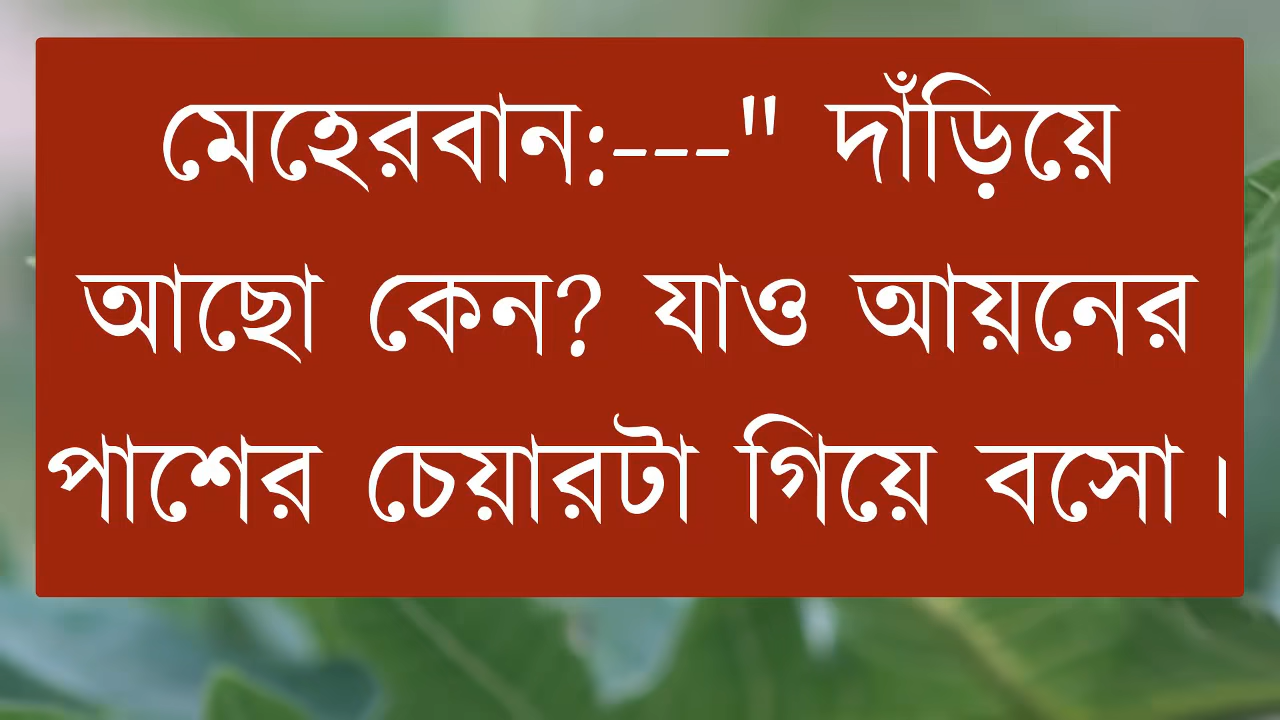 মেহেরবান:---" দাঁড়িয়ে
আছো কেন? যাও আয়নের
পাশের চেয়ারটা গিয়ে বসো।